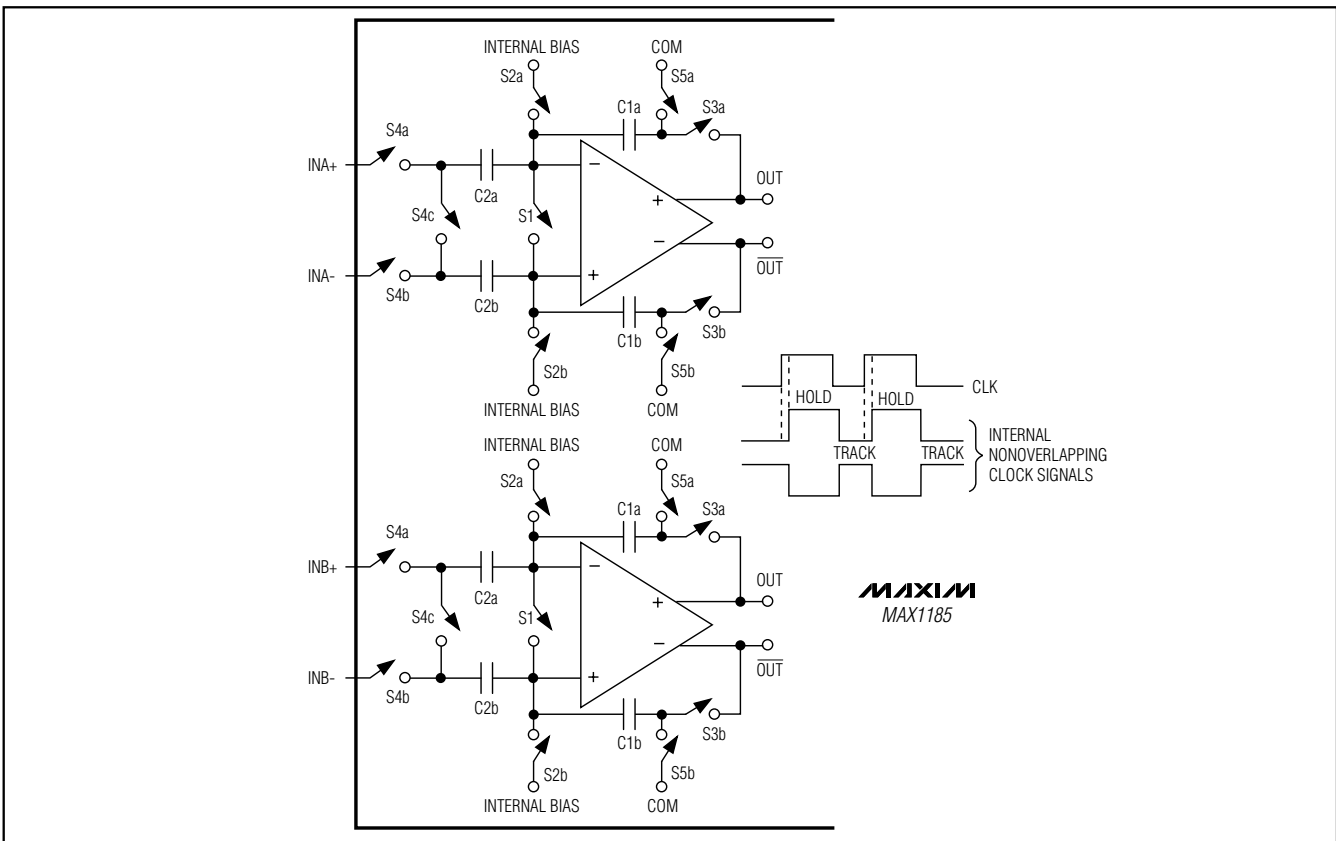 INTERNAL BIAS
COM
S2a
S5a
C1a
S3a
S4a
INA+
−
OUT
C2a
+
S4c
S1
−
OUT
INA-
+
S4b
C2b
C1b
S3b
S2b
S5b
CLK
HOLD
HOLD
INTERNAL BIAS
COM
INTERNAL
NONOVERLAPPING
CLOCK SIGNALS
TRACK
TRACK
INTERNAL BIAS
COM
S2a
S5a
C1a
S3a
S4a
INB+
−
OUT
C2a
+
S4c
S1
−
OUT
INB-
+
S4b
C2b
C1b
S3b
S2b
S5b
INTERNAL BIAS
COM
MAXIM
MAX1185